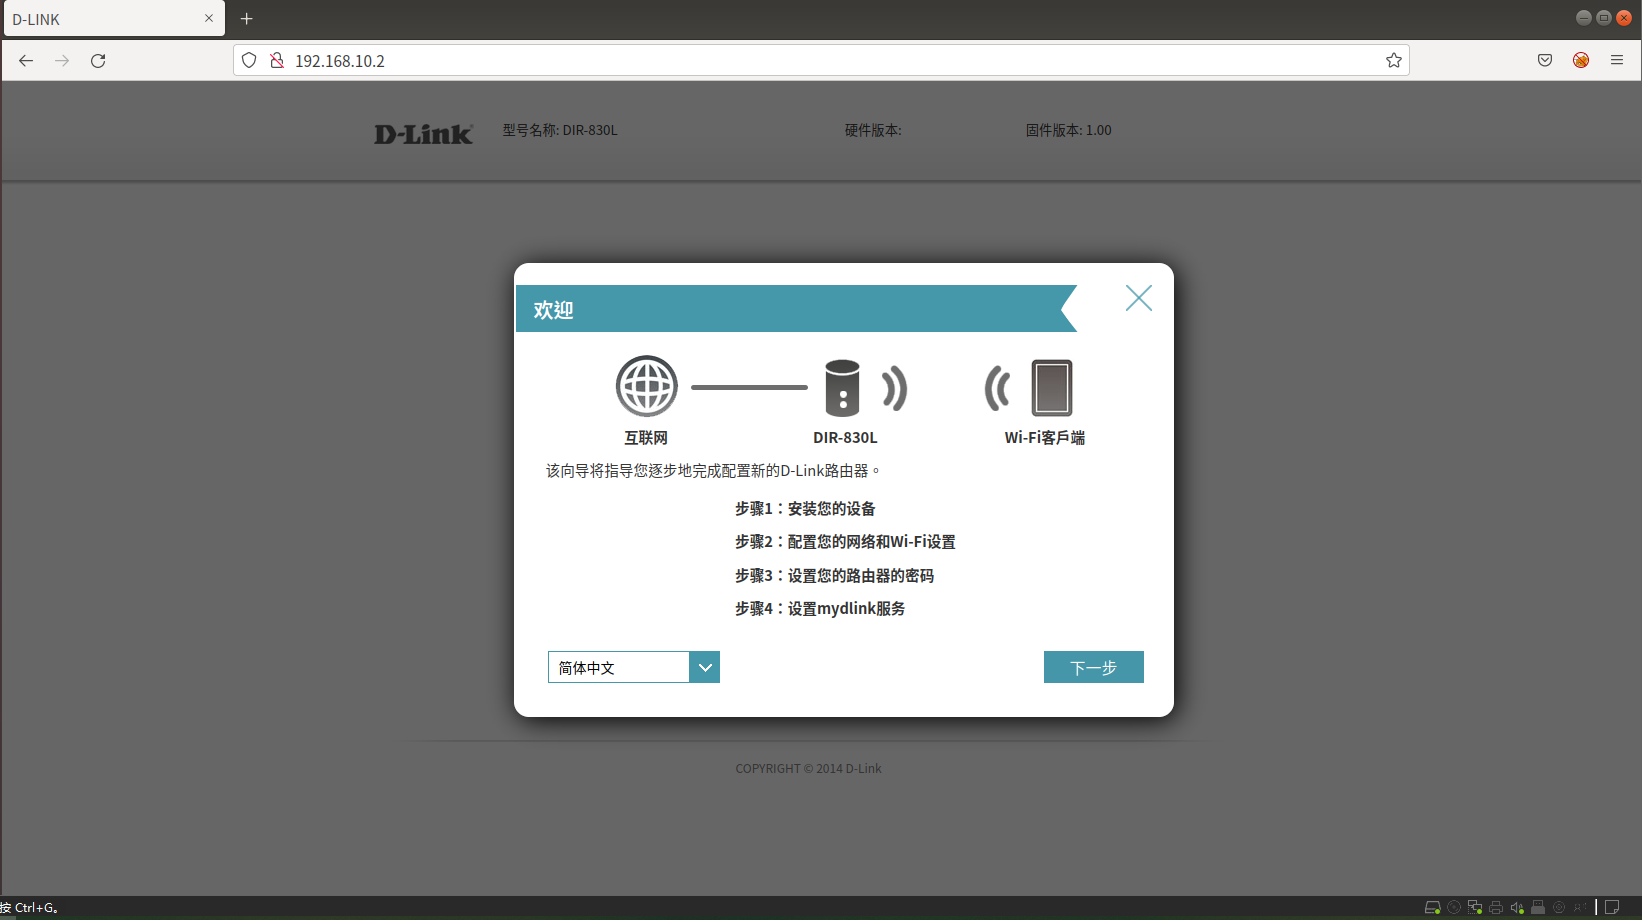 D-LINK
192.168.10.2
D-Link 型号名称: DIR-830L 硬件版本: 固件版本: 1.00
欢迎
互联网 DIR-830L Wi-Fi客戶端
该向导将指导您逐步地完成配置新的D-Link路由器。
步骤1：安装您的设备
步骤2：配置您的网络和Wi-Fi设置
步骤3：设置您的路由器的密码
步骤4：设置mydlink服务
简体中文 下一步
COPYRIGHT © 2014 D-Link
按 Ctrl+G。